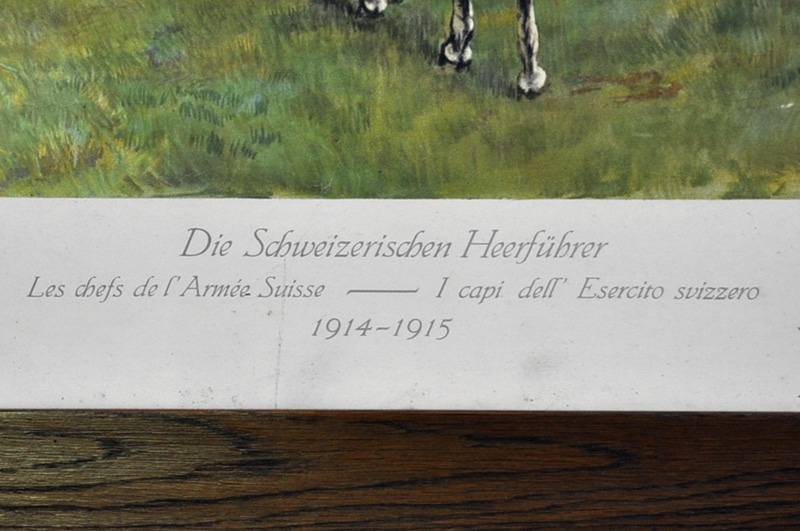 Die Schweizerischen Heerführer
Les chefs de l'Armée Suisse — I capi dell' Esercito svizzero
1914-1915